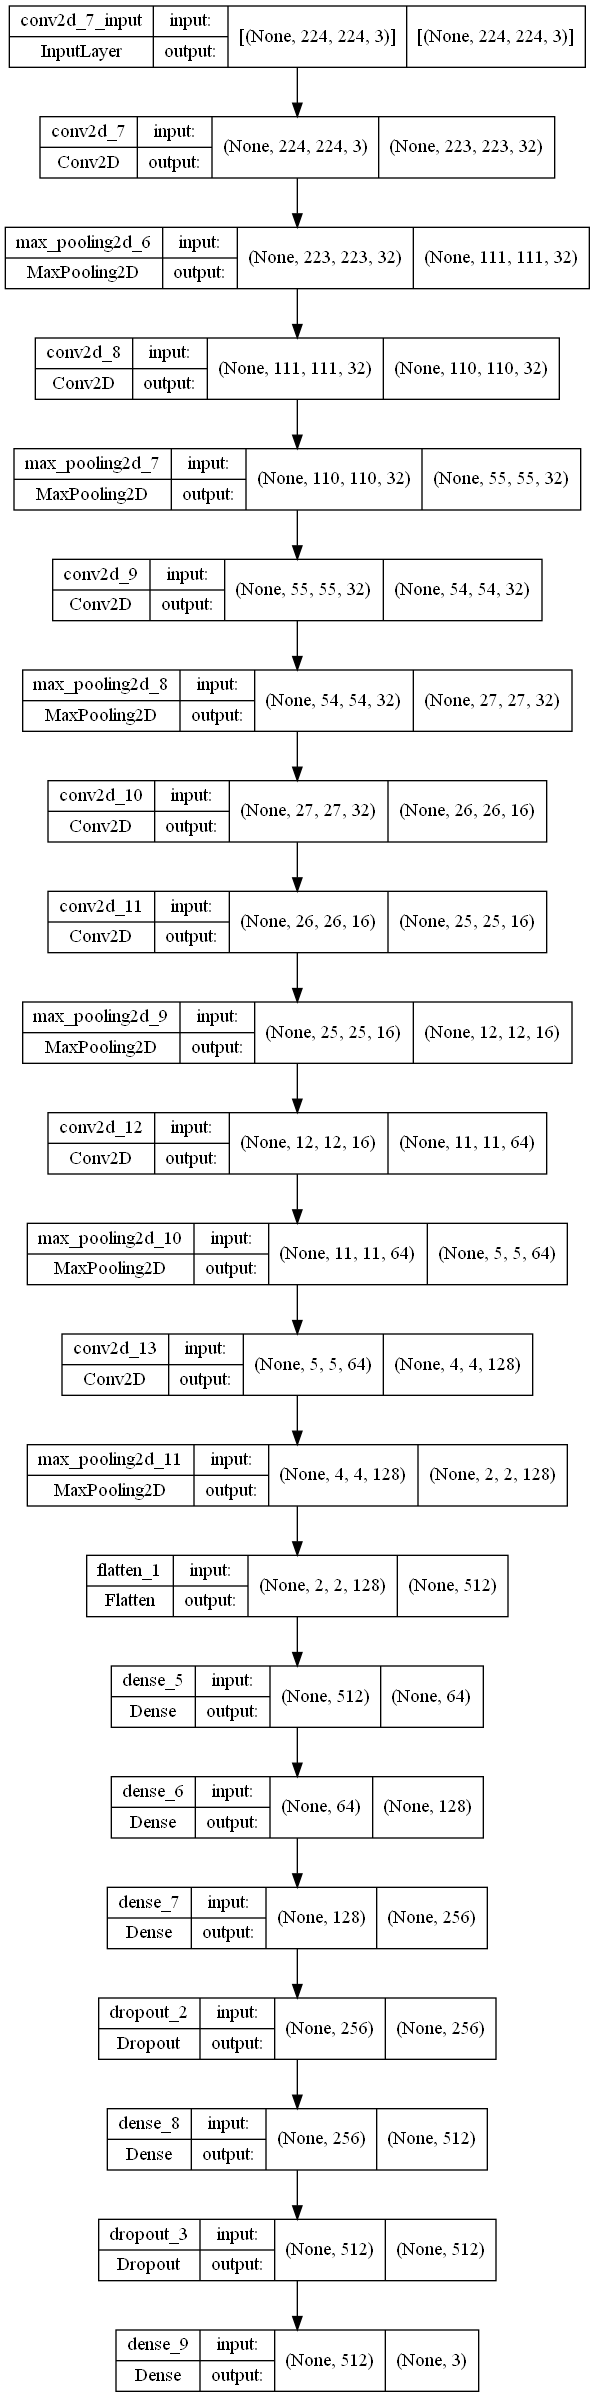 conv2d_7_input input: [(None, 224, 224, 3)] [(None, 224, 224, 3)]
InputLayer output:
conv2d_7 input: (None, 224, 224, 3) (None, 223, 223, 32)
Conv2D output:
max_pooling2d_6 input: (None, 223, 223, 32) (None, 111, 111, 32)
MaxPooling2D output:
conv2d_8 input: (None, 111, 111, 32) (None, 110, 110, 32)
Conv2D output:
max_pooling2d_7 input: (None, 110, 110, 32) (None, 55, 55, 32)
MaxPooling2D output:
conv2d_9 input: (None, 55, 55, 32) (None, 54, 54, 32)
Conv2D output:
max_pooling2d_8 input: (None, 54, 54, 32) (None, 27, 27, 32)
MaxPooling2D output:
conv2d_10 input: (None, 27, 27, 32) (None, 26, 26, 16)
Conv2D output:
conv2d_11 input: (None, 26, 26, 16) (None, 25, 25, 16)
Conv2D output:
max_pooling2d_9 input: (None, 25, 25, 16) (None, 12, 12, 16)
MaxPooling2D output:
conv2d_12 input: (None, 12, 12, 16) (None, 11, 11, 64)
Conv2D output:
max_pooling2d_10 input: (None, 11, 11, 64) (None, 5, 5, 64)
MaxPooling2D output:
conv2d_13 input: (None, 5, 5, 64) (None, 4, 4, 128)
Conv2D output:
max_pooling2d_11 input: (None, 4, 4, 128) (None, 2, 2, 128)
MaxPooling2D output:
flatten_1 input: (None, 2, 2, 128) (None, 512)
Flatten output:
dense_5 input: (None, 512) (None, 64)
Dense output:
dense_6 input: (None, 64) (None, 128)
Dense output:
dense_7 input: (None, 128) (None, 256)
Dense output:
dropout_2 input: (None, 256) (None, 256)
Dropout output:
dense_8 input: (None, 256) (None, 512)
Dense output:
dropout_3 input: (None, 512) (None, 512)
Dropout output:
dense_9 input: (None, 512) (None, 3)
Dense output: